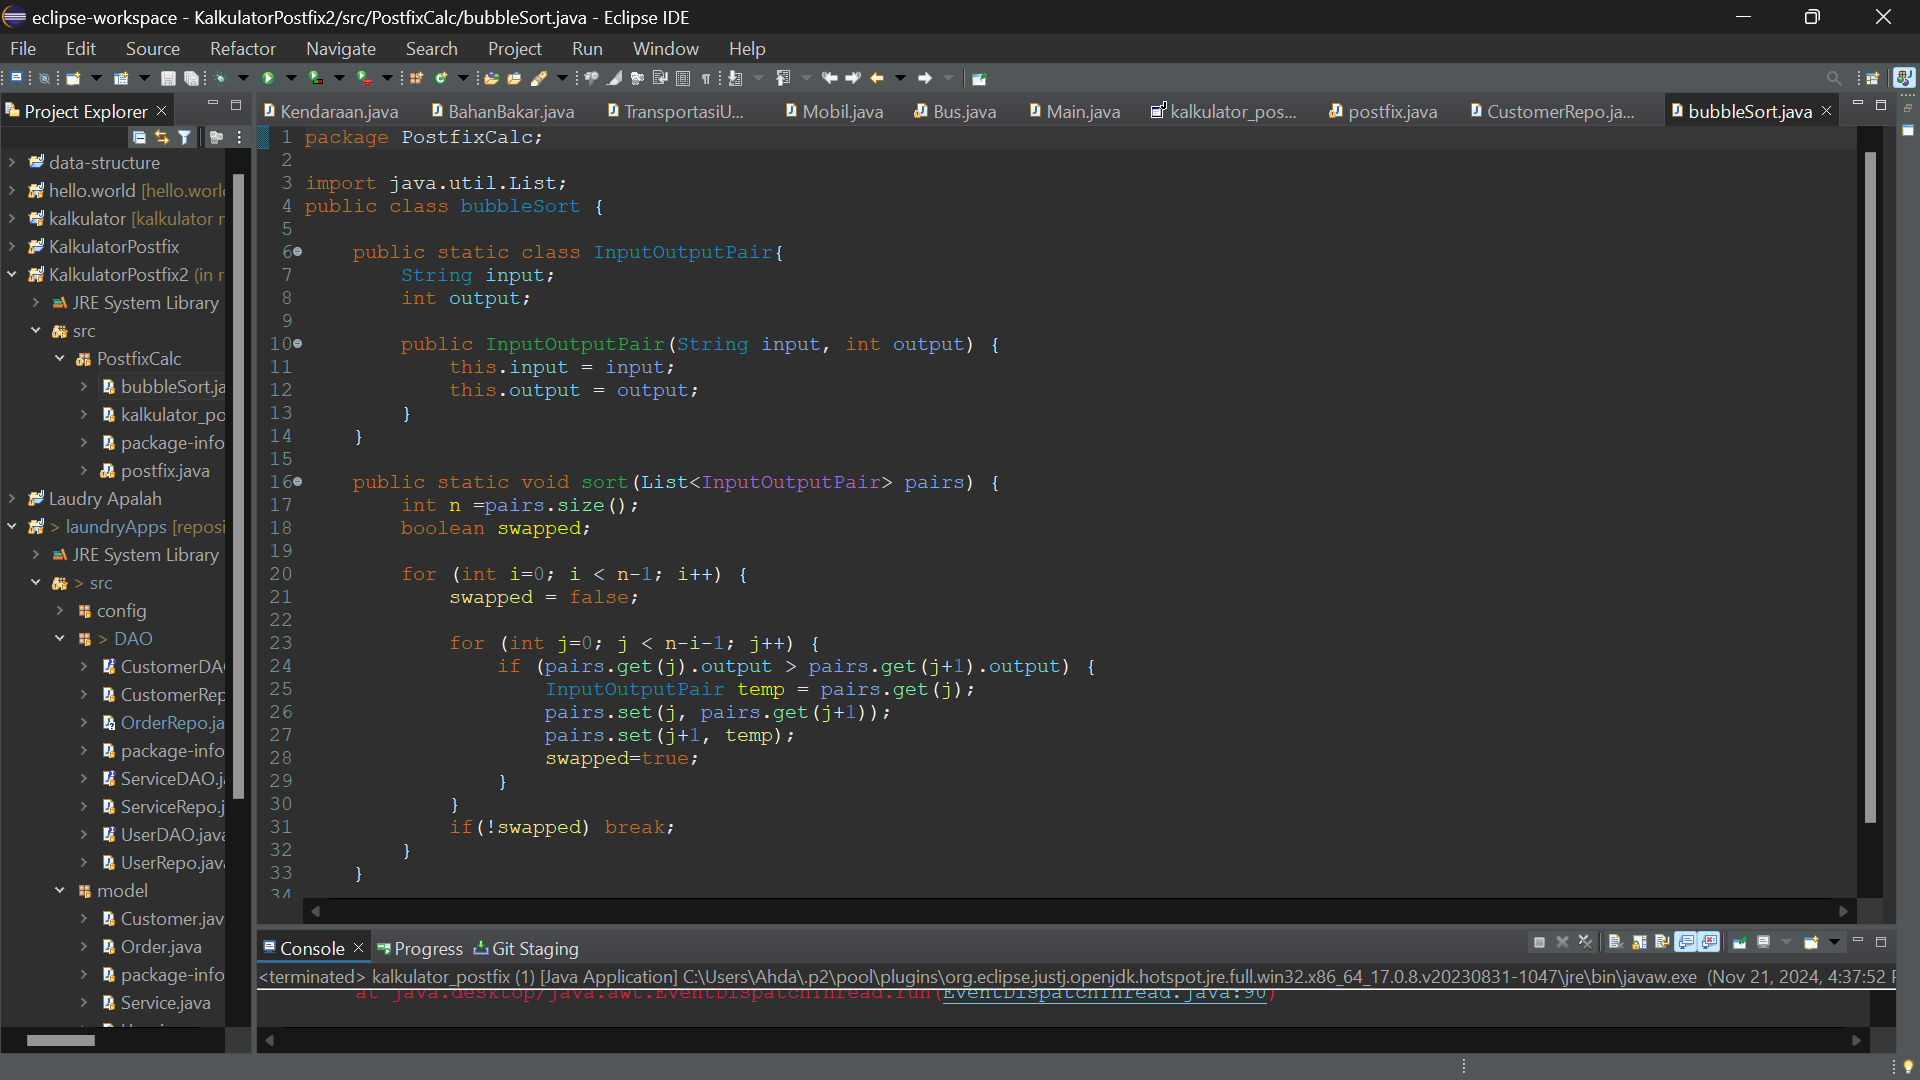 eclipse-workspace - KalkulatorPostfix2/src/PostfixCalc/bubbleSort.java - Eclipse IDE
File Edit Source Refactor Navigate Search Project Run Window Help
Project Explorer
data-structure
hello.world [hello.worl
kalkulator [kalkulator r
KalkulatorPostfix
KalkulatorPostfix2 (in r
JRE System Library
src
PostfixCalc
bubbleSort.ja
kalkulator_po
package-info
postfix.java
Laudry Apalah
> laundryApps [reposi
JRE System Library
> src
config
> DAO
CustomerDA
CustomerRep
OrderRepo.ja
package-info
ServiceDAO.j
ServiceRepo.j
UserDAO.java
UserRepo.jav
model
Customer.jav
Order.java
package-info
Service.java
Kendaraan.java BahanBakar.java TransportasiU... Mobil.java Bus.java Main.java kalkulator_pos... postfix.java CustomerRepo.ja... bubbleSort.java
1 package PostfixCalc;
2
3 import java.util.List;
4 public class bubbleSort {
5
6 public static class InputOutputPair{
7 String input;
8 int output;
9
10 public InputOutputPair(String input, int output) {
11 this.input = input;
12 this.output = output;
13 }
14 }
15
16 public static void sort(List<InputOutputPair> pairs) {
17 int n =pairs.size();
18 boolean swapped;
19
20 for (int i=0; i < n-1; i++) {
21 swapped = false;
22
23 for (int j=0; j < n-i-1; j++) {
24 if (pairs.get(j).output > pairs.get(j+1).output) {
25 InputOutputPair temp = pairs.get(j);
26 pairs.set(j, pairs.get(j+1));
27 pairs.set(j+1, temp);
28 swapped=true;
29 }
30 }
31 if(!swapped) break;
32 }
33 }
34
Console Progress Git Staging
<terminated> kalkulator_postfix (1) [Java Application] C:\Users\Ahda\.p2\pool\plugins\org.eclipse.justj.openjdk.hotspot.jre.full.win32.x86_64_17.0.8.v20230831-1047\jre\bin\javaw.exe (Nov 21, 2024, 4:37:52 P
at java.desktop/java.awt.EventDispatchThread.run(EventDispatchThread.java:90)